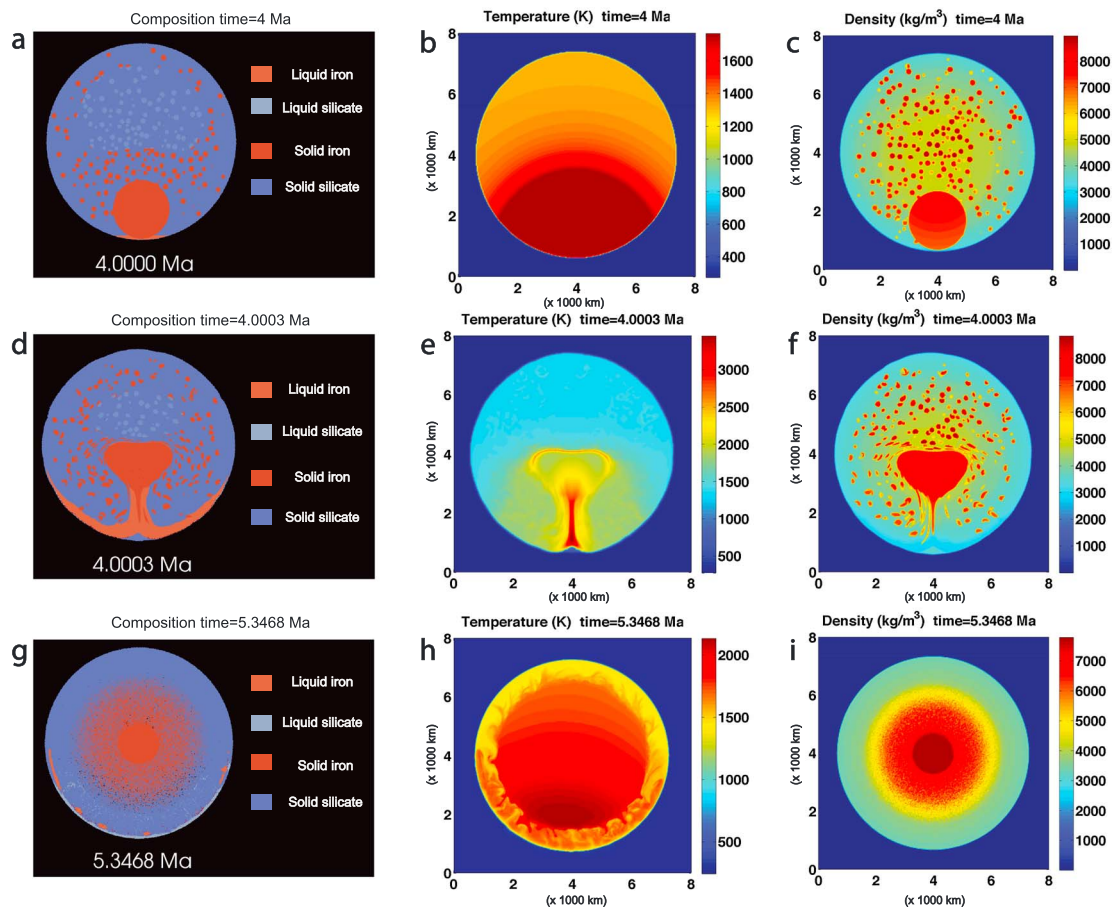 Composition time=4 Ma
a
Liquid iron
Liquid silicate
Solid iron
Solid silicate
4.0000 Ma
Temperature (K) time=4 Ma
b
8
6
4
2
0
(x 1000 km)
0 2 4 6 8
(x 1000 km)
1600
1400
1200
1000
800
600
400
Density (kg/m³) time=4 Ma
c
8
6
4
2
0
(x 1000 km)
0 2 4 6 8
(x 1000 km)
8000
7000
6000
5000
4000
3000
2000
1000
Composition time=4.0003 Ma
d
Liquid iron
Liquid silicate
Solid iron
Solid silicate
4.0003 Ma
Temperature (K) time=4.0003 Ma
e
8
6
4
2
0
(x 1000 km)
0 2 4 6 8
(x 1000 km)
3000
2500
2000
1500
1000
500
Density (kg/m³) time=4.0003 Ma
f
8
6
4
2
0
(x 1000 km)
0 2 4 6 8
(x 1000 km)
8000
7000
6000
5000
4000
3000
2000
1000
Composition time=5.3468 Ma
g
Liquid iron
Liquid silicate
Solid iron
Solid silicate
5.3468 Ma
Temperature (K) time=5.3468 Ma
h
8
6
4
2
0
(x 1000 km)
0 2 4 6 8
(x 1000 km)
2000
1500
1000
500
Density (kg/m³) time=5.3468 Ma
i
8
6
4
2
0
(x 1000 km)
0 2 4 6 8
(x 1000 km)
7000
6000
5000
4000
3000
2000
1000